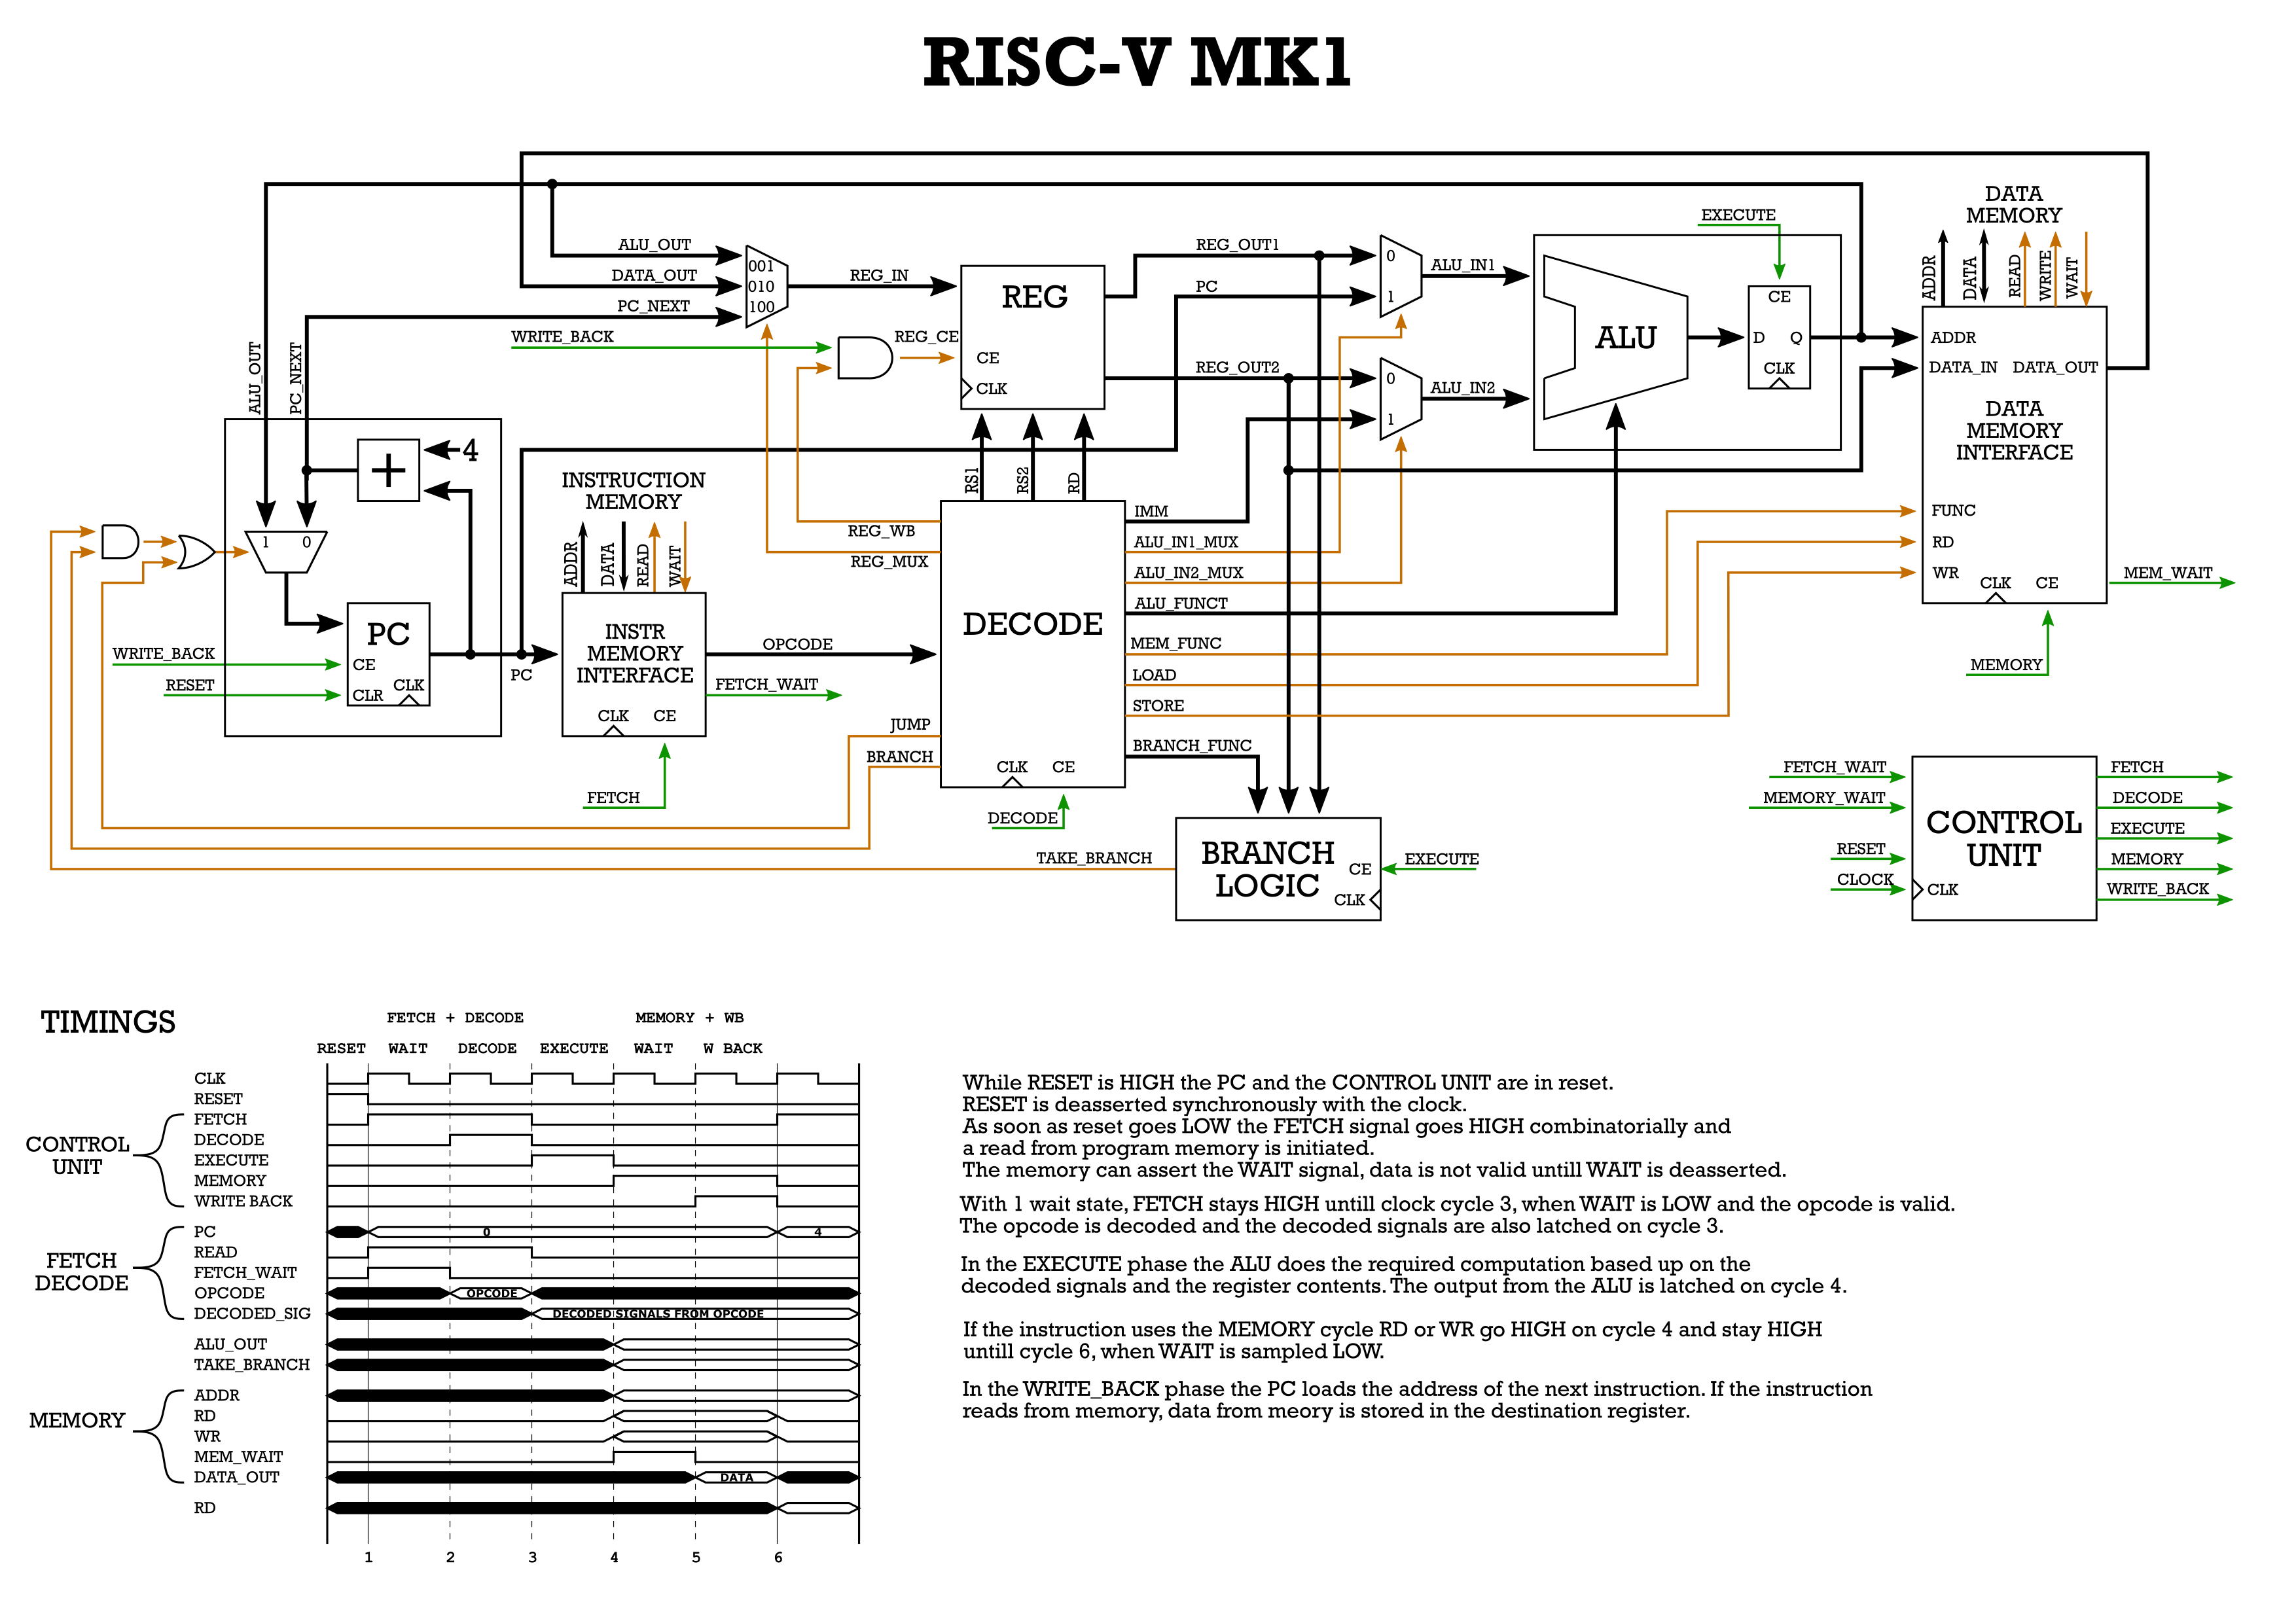 RISC-V MK1
ALU_OUT
DATA_OUT
PC_NEXT
001
010
100
REG_IN
WRITE_BACK
REG_CE
REG
CE
CLK
REG_OUT1
PC
REG_OUT2
0
1
0
1
ALU_IN1
ALU_IN2
EXECUTE
ALU
CE
D Q
CLK
DATA
MEMORY
ADDR
DATA
READ
WRITE
WAIT
ADDR
DATA_IN DATA_OUT
DATA
MEMORY
INTERFACE
FUNC
RD
WR
CLK CE
MEM_WAIT
MEMORY
ALU_OUT
PC_NEXT
+
4
1 0
PC
CE
CLR CLK
WRITE_BACK
RESET
PC
INSTRUCTION
MEMORY
ADDR
DATA
READ
WAIT
INSTR
MEMORY
INTERFACE
CLK CE
FETCH
OPCODE
FETCH_WAIT
RS1
RS2
RD
REG_WB
REG_MUX
DECODE
CLK CE
DECODE
JUMP
BRANCH
IMM
ALU_IN1_MUX
ALU_IN2_MUX
ALU_FUNCT
MEM_FUNC
LOAD
STORE
BRANCH_FUNC
TAKE_BRANCH
BRANCH
LOGIC
CE
CLK
EXECUTE
FETCH_WAIT
MEMORY_WAIT
RESET
CLOCK
CONTROL
UNIT
CLK
FETCH
DECODE
EXECUTE
MEMORY
WRITE_BACK
TIMINGS
FETCH + DECODE MEMORY + WB
RESET WAIT DECODE EXECUTE WAIT W BACK
CLK
RESET
FETCH
DECODE
EXECUTE
MEMORY
WRITE BACK
CONTROL
UNIT
PC 0 4
READ
FETCH_WAIT
OPCODE OPCODE
DECODED_SIG DECODED SIGNALS FROM OPCODE
FETCH
DECODE
ALU_OUT
TAKE_BRANCH
ADDR
RD
WR
MEM_WAIT
DATA_OUT DATA
MEMORY
RD
1 2 3 4 5 6
While RESET is HIGH the PC and the CONTROL UNIT are in reset.
RESET is deasserted synchronously with the clock.
As soon as reset goes LOW the FETCH signal goes HIGH combinatorially and
a read from program memory is initiated.
The memory can assert the WAIT signal, data is not valid untill WAIT is deasserted.
With 1 wait state, FETCH stays HIGH untill clock cycle 3, when WAIT is LOW and the opcode is valid.
The opcode is decoded and the decoded signals are also latched on cycle 3.
In the EXECUTE phase the ALU does the required computation based up on the
decoded signals and the register contents. The output from the ALU is latched on cycle 4.
If the instruction uses the MEMORY cycle RD or WR go HIGH on cycle 4 and stay HIGH
untill cycle 6, when WAIT is sampled LOW.
In the WRITE_BACK phase the PC loads the address of the next instruction. If the instruction
reads from memory, data from meory is stored in the destination register.